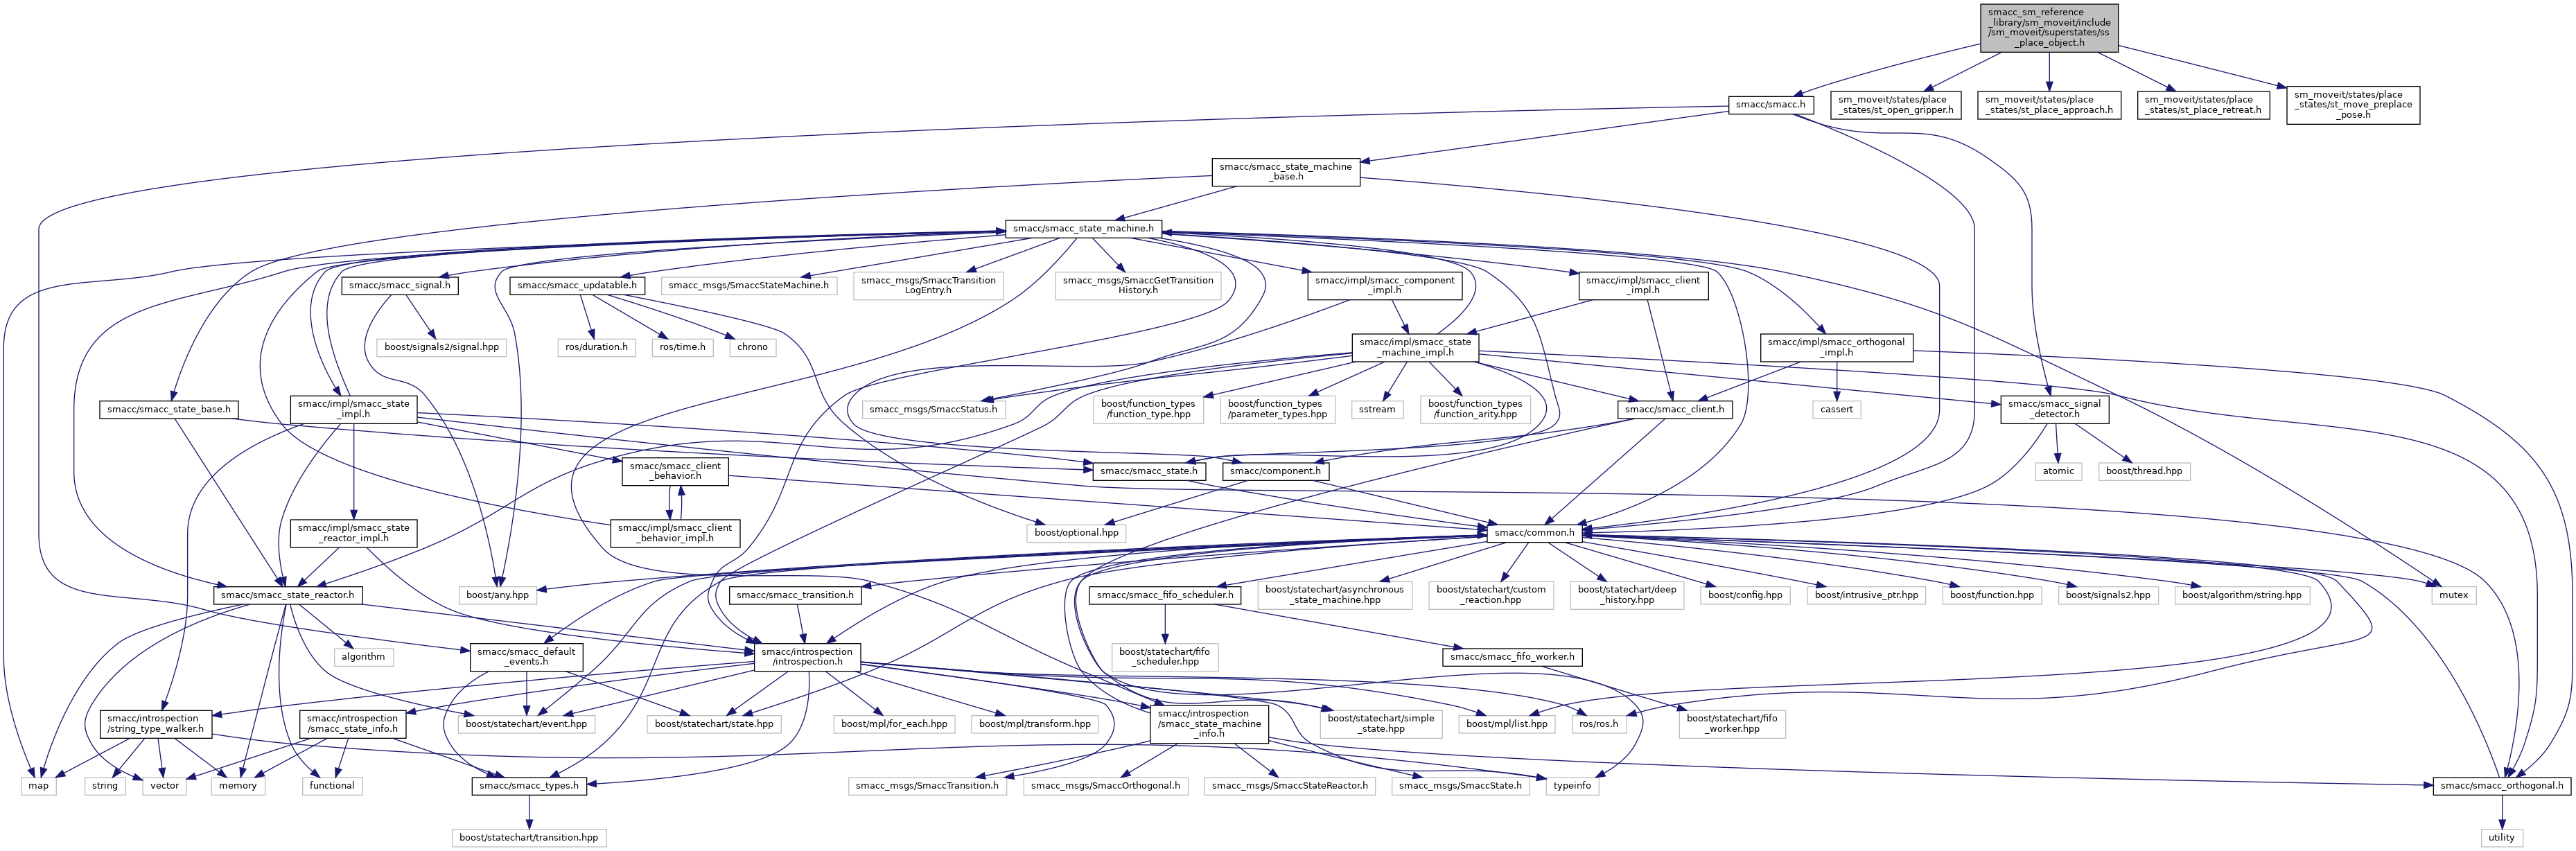 smacc_sm_reference
_library/sm_moveit/include
/sm_moveit/superstates/ss
_place_object.h
smacc/smacc.h
sm_moveit/states/place
_states/st_open_gripper.h
sm_moveit/states/place
_states/st_place_approach.h
sm_moveit/states/place
_states/st_place_retreat.h
sm_moveit/states/place
_states/st_move_preplace
_pose.h
smacc/smacc_state_machine
_base.h
smacc/smacc_state_machine.h
smacc/smacc_signal.h
smacc/smacc_updatable.h
smacc_msgs/SmaccStateMachine.h
smacc_msgs/SmaccTransition
LogEntry.h
smacc_msgs/SmaccGetTransition
History.h
smacc/impl/smacc_component
_impl.h
smacc/impl/smacc_client
_impl.h
boost/signals2/signal.hpp
ros/duration.h
ros/time.h
chrono
smacc/impl/smacc_state
_machine_impl.h
smacc/impl/smacc_orthogonal
_impl.h
smacc/smacc_state_base.h
smacc/impl/smacc_state
_impl.h
smacc_msgs/SmaccStatus.h
boost/function_types
/function_type.hpp
boost/function_types
/parameter_types.hpp
sstream
boost/function_types
/function_arity.hpp
smacc/smacc_client.h
cassert
smacc/smacc_signal
_detector.h
smacc/smacc_client
_behavior.h
smacc/smacc_state.h
smacc/component.h
atomic
boost/thread.hpp
smacc/impl/smacc_state
_reactor_impl.h
smacc/impl/smacc_client
_behavior_impl.h
boost/optional.hpp
smacc/common.h
smacc/smacc_state_reactor.h
boost/any.hpp
smacc/smacc_transition.h
smacc/smacc_fifo_scheduler.h
boost/statechart/asynchronous
_state_machine.hpp
boost/statechart/custom
_reaction.hpp
boost/statechart/deep
_history.hpp
boost/config.hpp
boost/intrusive_ptr.hpp
boost/function.hpp
boost/signals2.hpp
boost/algorithm/string.hpp
mutex
algorithm
smacc/smacc_default
_events.h
smacc/introspection
/introspection.h
boost/statechart/fifo
_scheduler.hpp
smacc/smacc_fifo_worker.h
smacc/introspection
/string_type_walker.h
smacc/introspection
/smacc_state_info.h
boost/statechart/event.hpp
boost/statechart/state.hpp
boost/mpl/for_each.hpp
boost/mpl/transform.hpp
smacc/introspection
/smacc_state_machine
_info.h
boost/statechart/simple
_state.hpp
boost/mpl/list.hpp
ros/ros.h
boost/statechart/fifo
_worker.hpp
map
string
vector
memory
functional
smacc/smacc_types.h
smacc_msgs/SmaccTransition.h
smacc_msgs/SmaccOrthogonal.h
smacc_msgs/SmaccStateReactor.h
smacc_msgs/SmaccState.h
typeinfo
smacc/smacc_orthogonal.h
boost/statechart/transition.hpp
utility